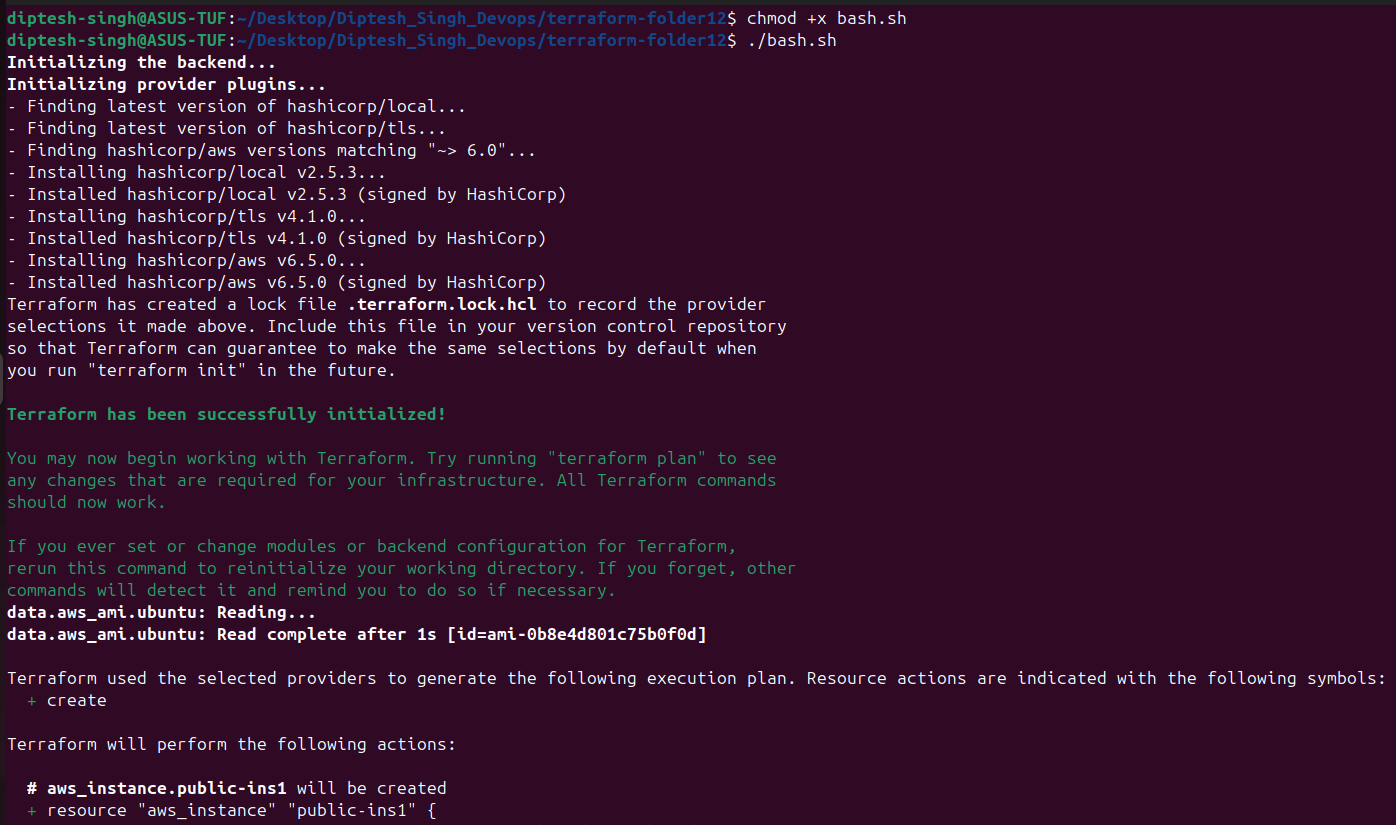 diptesh-singh@ASUS-TUF:~/Desktop/Diptesh_Singh_Devops/terraform-folder12$ chmod +x bash.sh
diptesh-singh@ASUS-TUF:~/Desktop/Diptesh_Singh_Devops/terraform-folder12$ ./bash.sh
Initializing the backend...
Initializing provider plugins...
- Finding latest version of hashicorp/local...
- Finding latest version of hashicorp/tls...
- Finding hashicorp/aws versions matching "~> 6.0"...
- Installing hashicorp/local v2.5.3...
- Installed hashicorp/local v2.5.3 (signed by HashiCorp)
- Installing hashicorp/tls v4.1.0...
- Installed hashicorp/tls v4.1.0 (signed by HashiCorp)
- Installing hashicorp/aws v6.5.0...
- Installed hashicorp/aws v6.5.0 (signed by HashiCorp)
Terraform has created a lock file .terraform.lock.hcl to record the provider
selections it made above. Include this file in your version control repository
so that Terraform can guarantee to make the same selections by default when
you run "terraform init" in the future.

Terraform has been successfully initialized!

You may now begin working with Terraform. Try running "terraform plan" to see
any changes that are required for your infrastructure. All Terraform commands
should now work.

If you ever set or change modules or backend configuration for Terraform,
rerun this command to reinitialize your working directory. If you forget, other
commands will detect it and remind you to do so if necessary.
data.aws_ami.ubuntu: Reading...
data.aws_ami.ubuntu: Read complete after 1s [id=ami-0b8e4d801c75b0f0d]

Terraform used the selected providers to generate the following execution plan. Resource actions are indicated with the following symbols:
  + create

Terraform will perform the following actions:

  # aws_instance.public-ins1 will be created
  + resource "aws_instance" "public-ins1" {